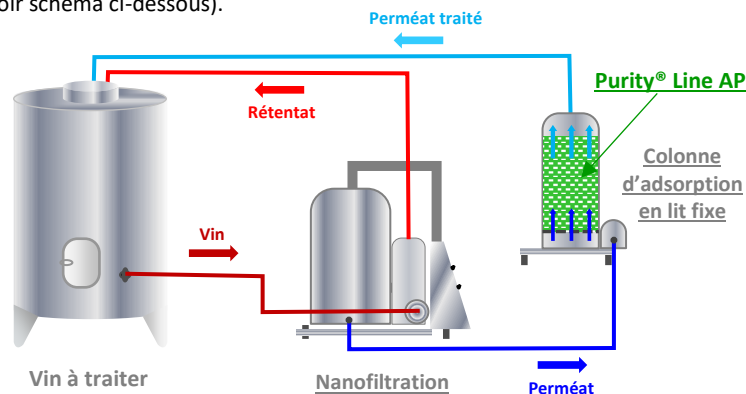 oir schéma ci-dessous).
Perméat traité
Rétentat
Purity® Line AP
Colonne
d'adsorption
en lit fixe
Vin
Vin à traiter
Nanofiltration
Perméat